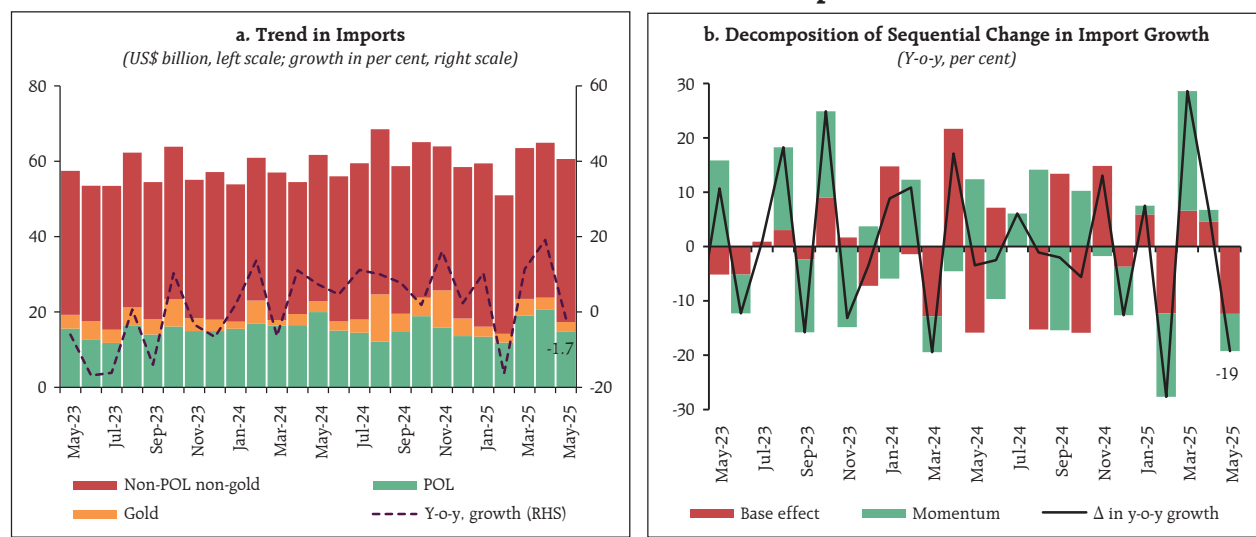 a. Trend in Imports
(US$ billion, left scale; growth in per cent, right scale)
80
60
40
20
0
60
40
20
0
-20
-1.7
May-23
Jul-23
Sep-23
Nov-23
Jan-24
Mar-24
May-24
Jul-24
Sep-24
Nov-24
Jan-25
Mar-25
May-25
Non-POL non-gold
POL
Gold
Y-o-y, growth (RHS)
b. Decomposition of Sequential Change in Import Growth
(Y-o-y, per cent)
30
20
10
0
-10
-20
-30
-19
May-23
Jul-23
Sep-23
Nov-23
Jan-24
Mar-24
May-24
Jul-24
Sep-24
Nov-24
Jan-25
Mar-25
May-25
Base effect
Momentum
Δ in y-o-y growth